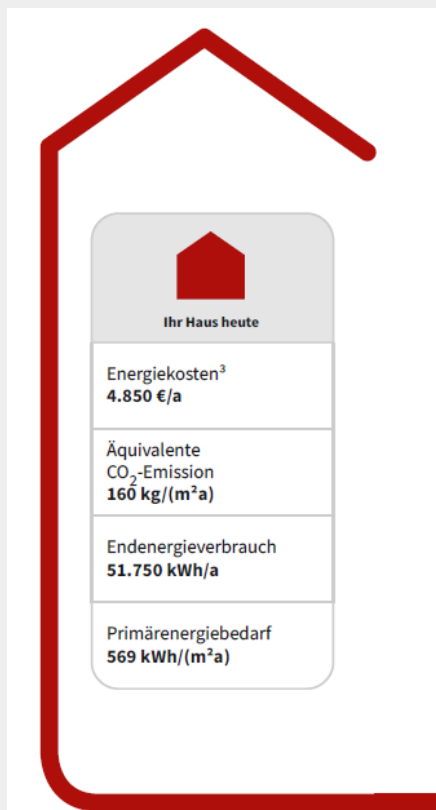 Ihr Haus heute
Energiekosten³
4.850 €/a
Äquivalente
CO₂-Emission
160 kg/(m²a)
Endenergieverbrauch
51.750 kWh/a
Primärenergiebedarf
569 kWh/(m²a)